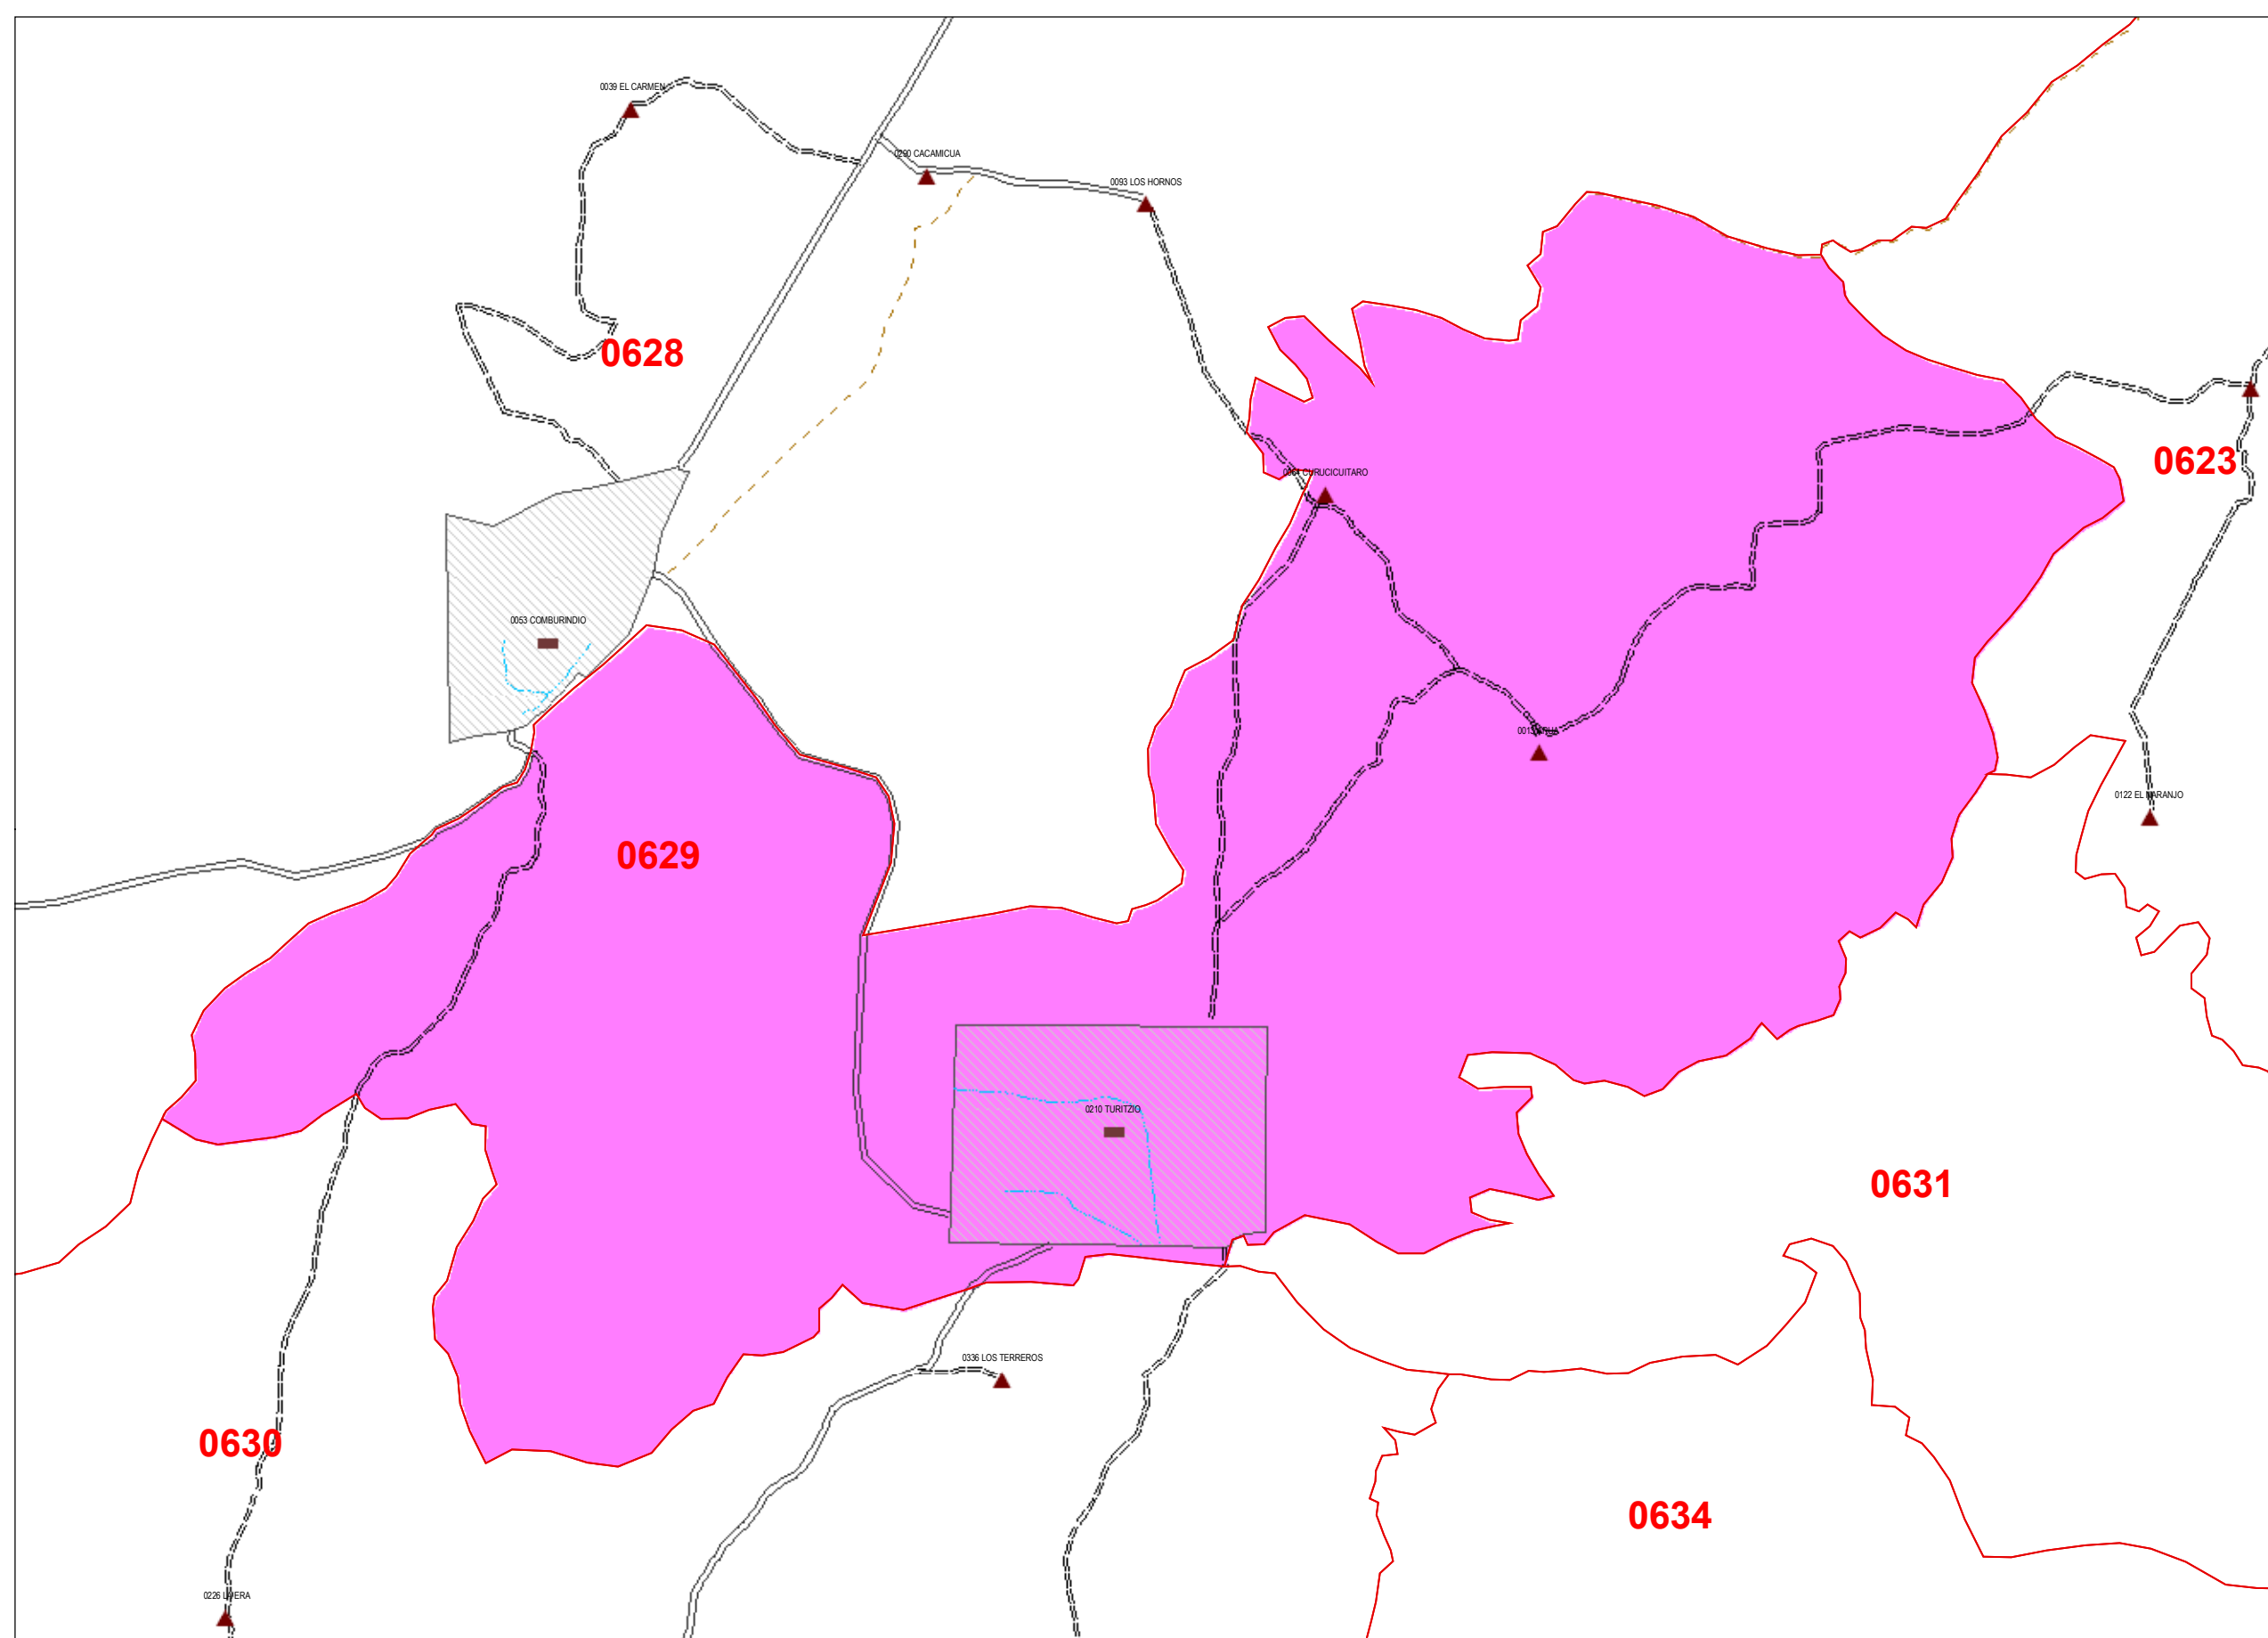 0039 EL CARMEN
0290 CACAMICUA
0093 LOS HORNOS
0628
0623
CURUCICUITARO
0053 COMBURINDIO
0122 EL NARANJO
0629
0210 TURITZIO
0631
0336 LOS TERREROS
0630
0634
0226